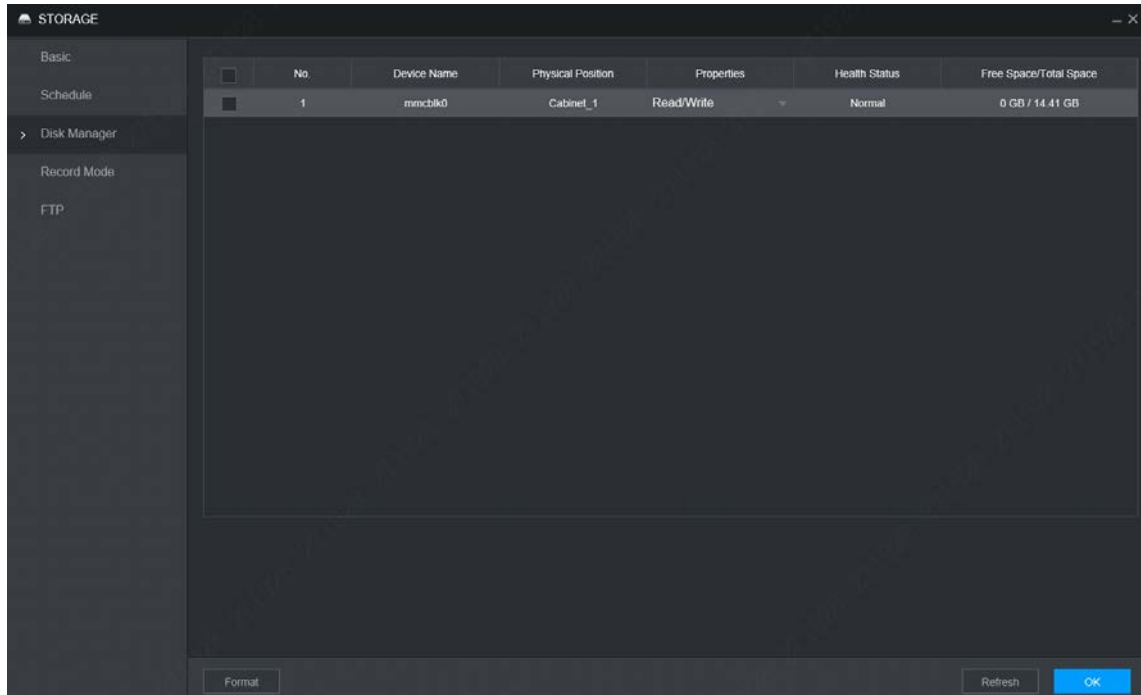 STORAGE
Basic
Schedule
Disk Manager
Record Mode
FTP
No. Device Name Physical Position Properties Health Status Free Space/Total Space
1 mmcblk0 Cabinet_1 Read/Write Normal 0 GB / 14.41 GB
Format Refresh OK